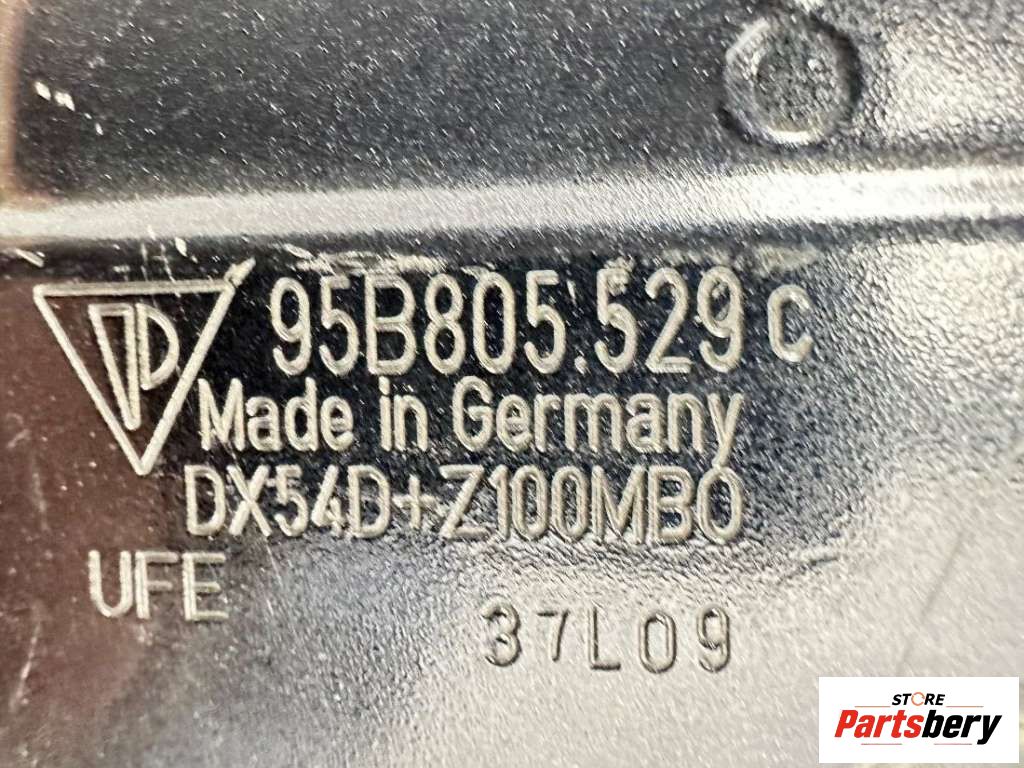 95B805.529 C
Made in Germany
DX54D+Z100MBO
UFE
37L09
STORE
Partsbery